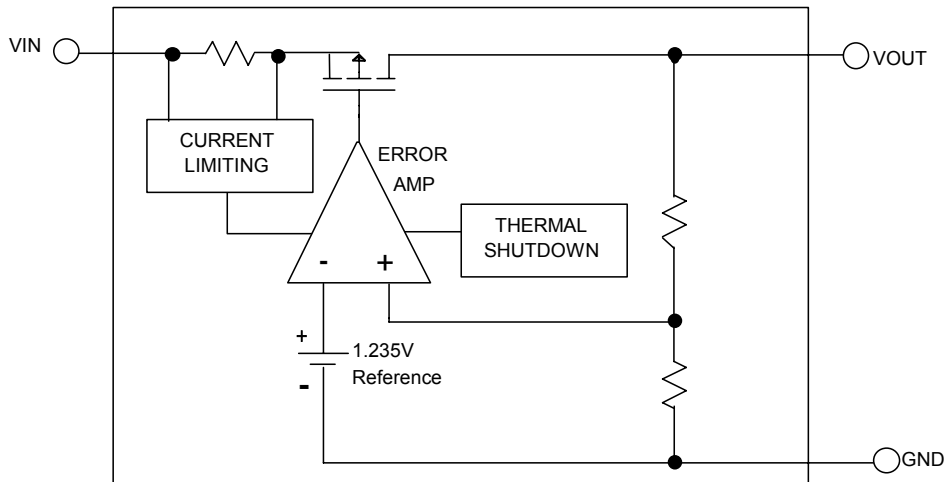 VIN
VOUT
CURRENT
LIMITING
ERROR
AMP
THERMAL
SHUTDOWN
- +
+
1.235V
Reference
-
GND